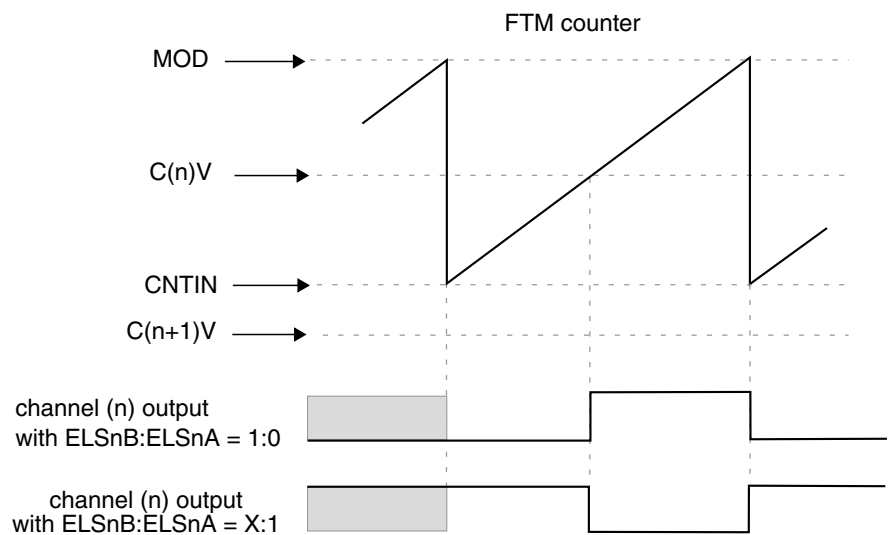 FTM counter
MOD
C(n)V
CNTIN
C(n+1)V
channel (n) output
with ELSnB:ELSnA = 1:0
channel (n) output
with ELSnB:ELSnA = X:1